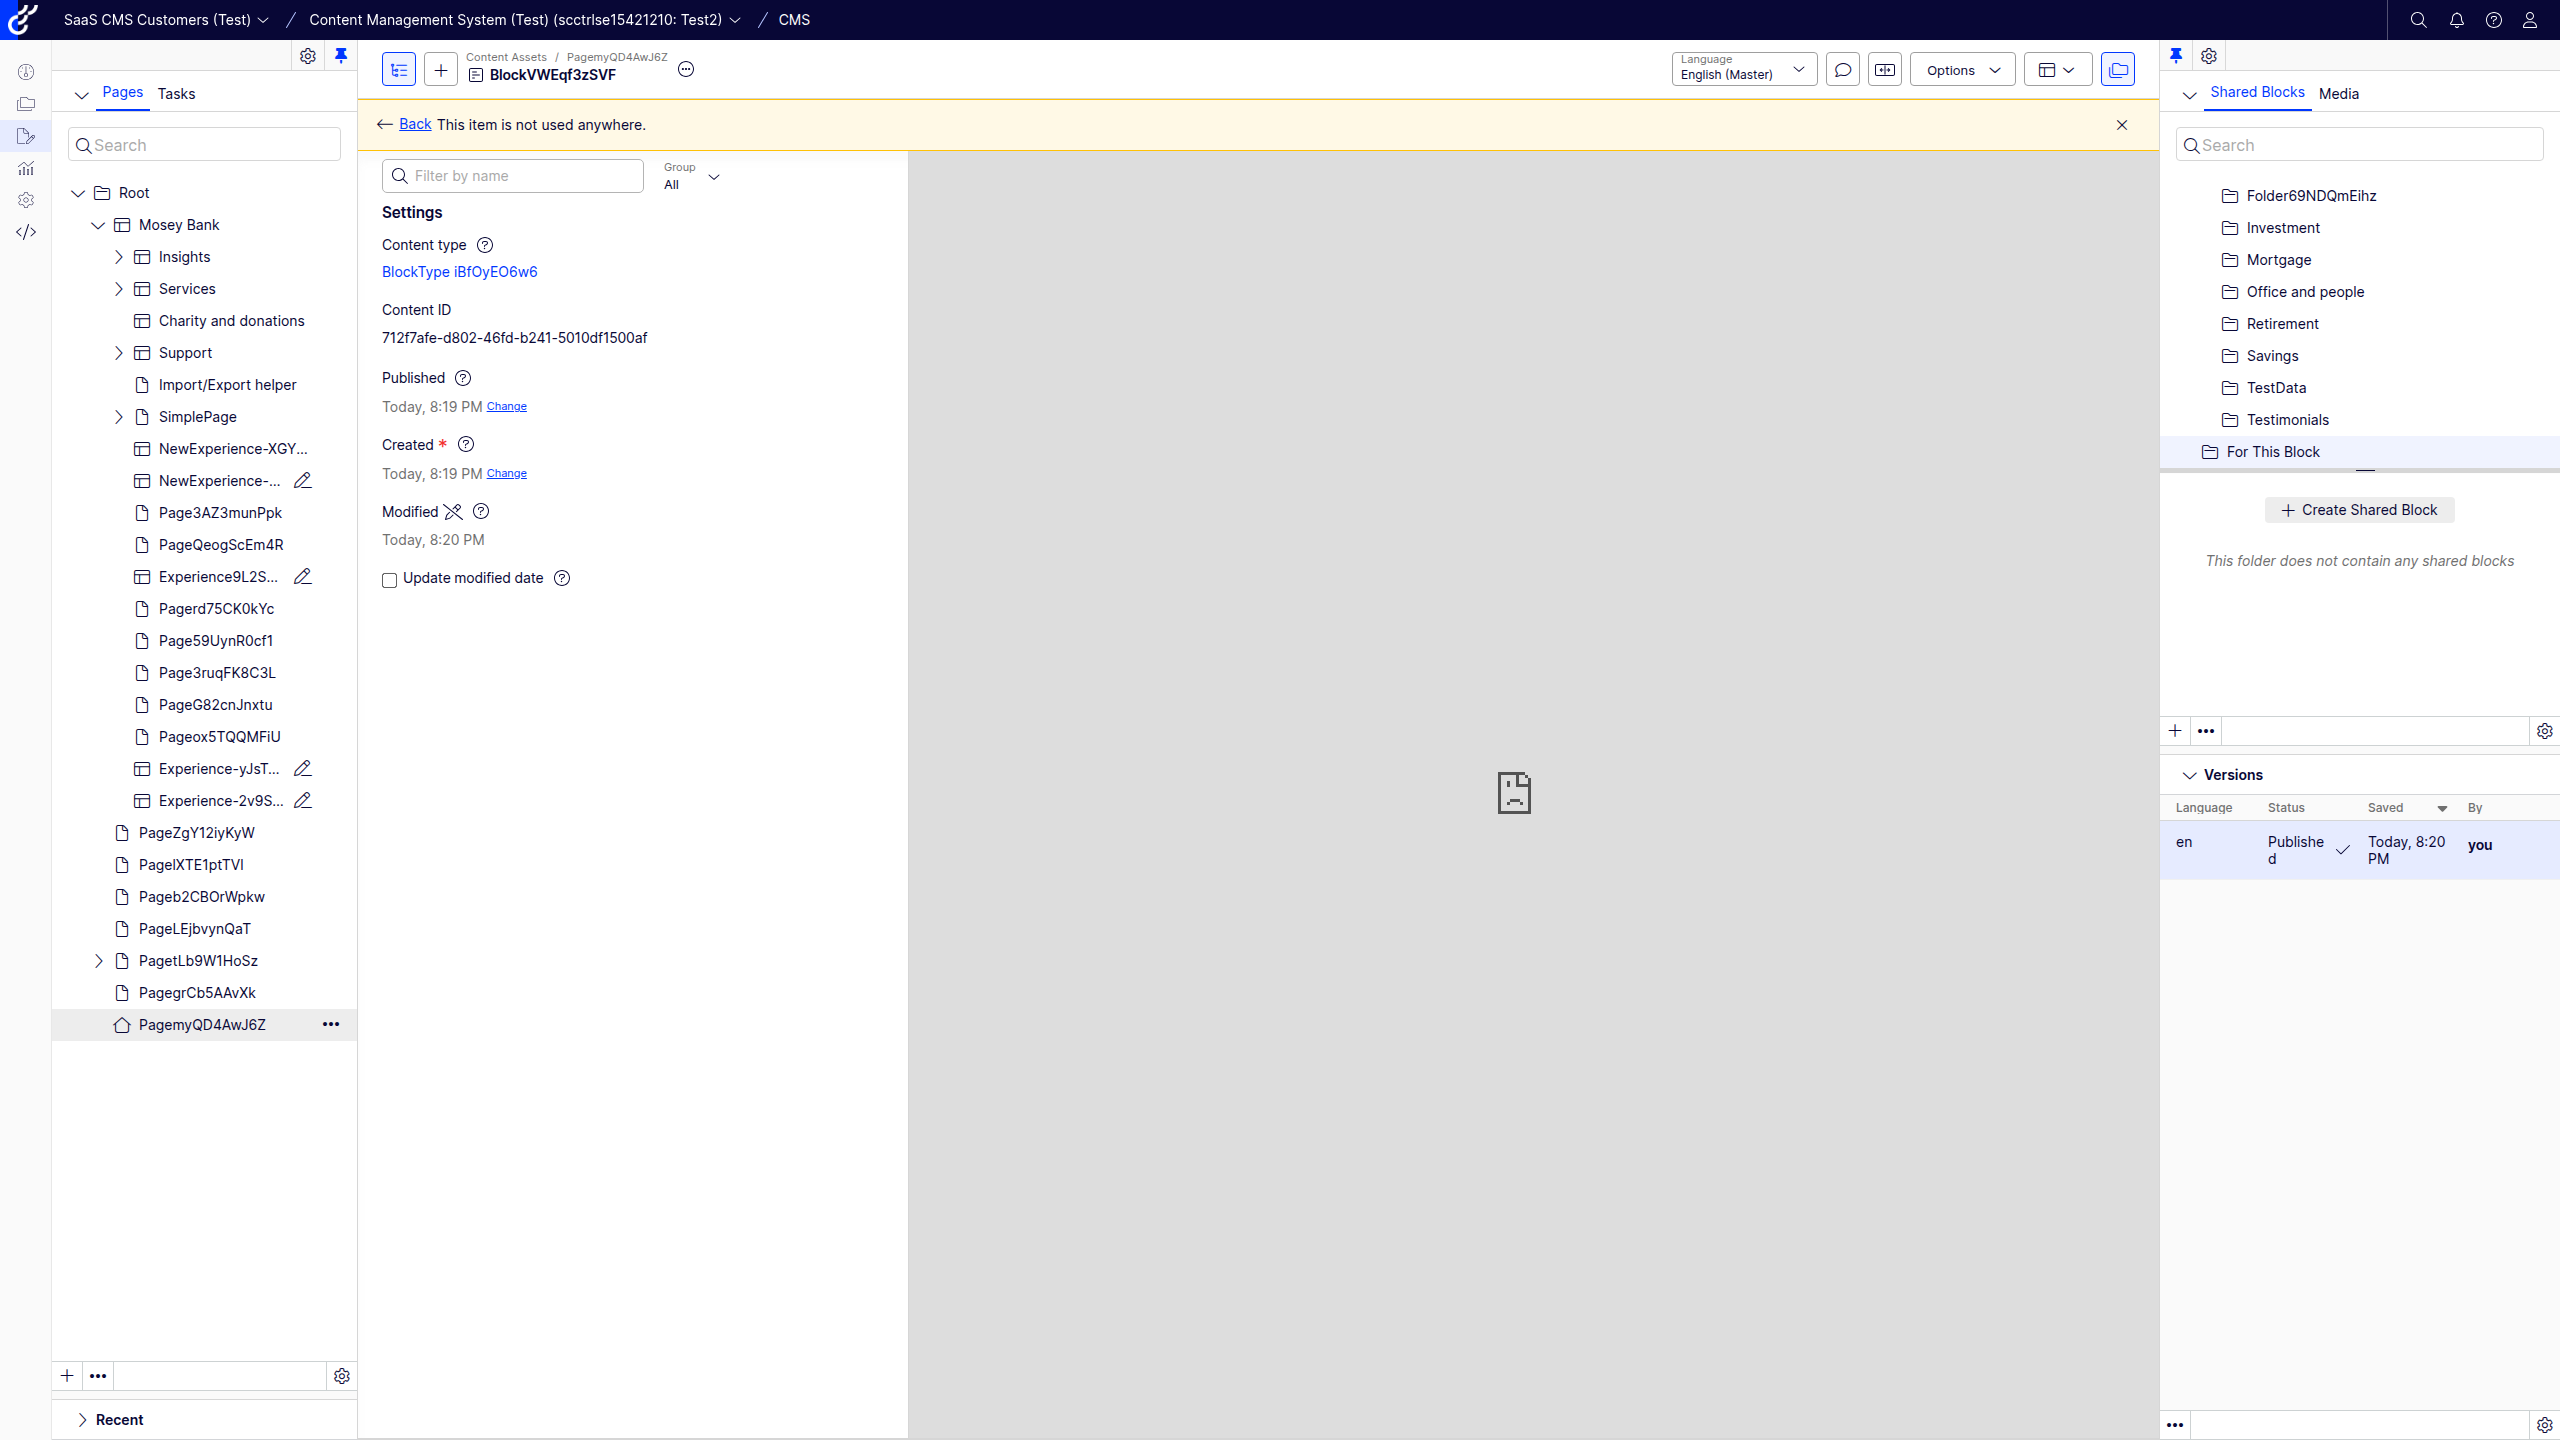 SaaS CMS Customers (Test) / Content Management System (Test) (scctrlse15421210: Test2) / CMS
Pages Tasks
Search
Root
Mosey Bank
Insights
Services
Charity and donations
Support
Import/Export helper
SimplePage
NewExperience-XGY...
NewExperience-...
Page3AZ3munPpk
PageQeogScEm4R
Experience9L2S...
Pagerd75CK0kYc
Page59UynR0cf1
Page3ruqFK8C3L
PageG82cnJnxtu
Pageox5TQQMFiU
Experience-yJsT...
Experience-2v9S...
PageZgY12iyKyW
PagelXTE1ptTVI
Pageb2CBOrWpkw
PageLEjbvynQaT
PagetLb9W1HoSz
PagegrCb5AAvXk
PagemyQD4AwJ6Z
Recent
Content Assets / PagemyQD4AwJ6Z
BlockVWEqf3zSVF
Language
English (Master)
Options
Back This item is not used anywhere.
Filter by name
Group
All
Settings
Content type
BlockType iBfOyEO6w6
Content ID
712f7afe-d802-46fd-b241-5010df1500af
Published
Today, 8:19 PM Change
Created *
Today, 8:19 PM Change
Modified
Today, 8:20 PM
Update modified date
Shared Blocks Media
Search
Folder69NDQmEihz
Investment
Mortgage
Office and people
Retirement
Savings
TestData
Testimonials
For This Block
Create Shared Block
This folder does not contain any shared blocks
Versions
Language Status Saved By
en Publishe Today, 8:20 you
d PM